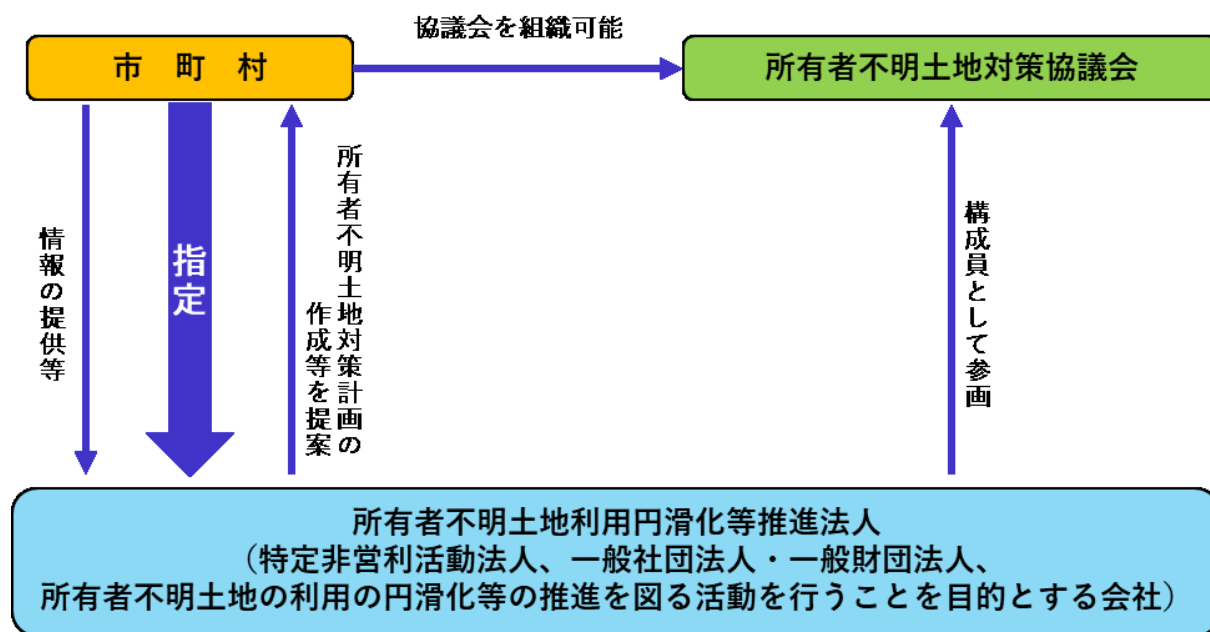 協議会を組織可能
市 町 村
所有者不明土地対策協議会
情報の提供等
指定
所有者不明土地対策計画の
作成等を提案
構成員として参画
所有者不明土地利用円滑化等推進法人
(特定非営利活動法人、一般社団法人・一般財団法人、
所有者不明土地の利用の円滑化等の推進を図る活動を行うことを目的とする会社)